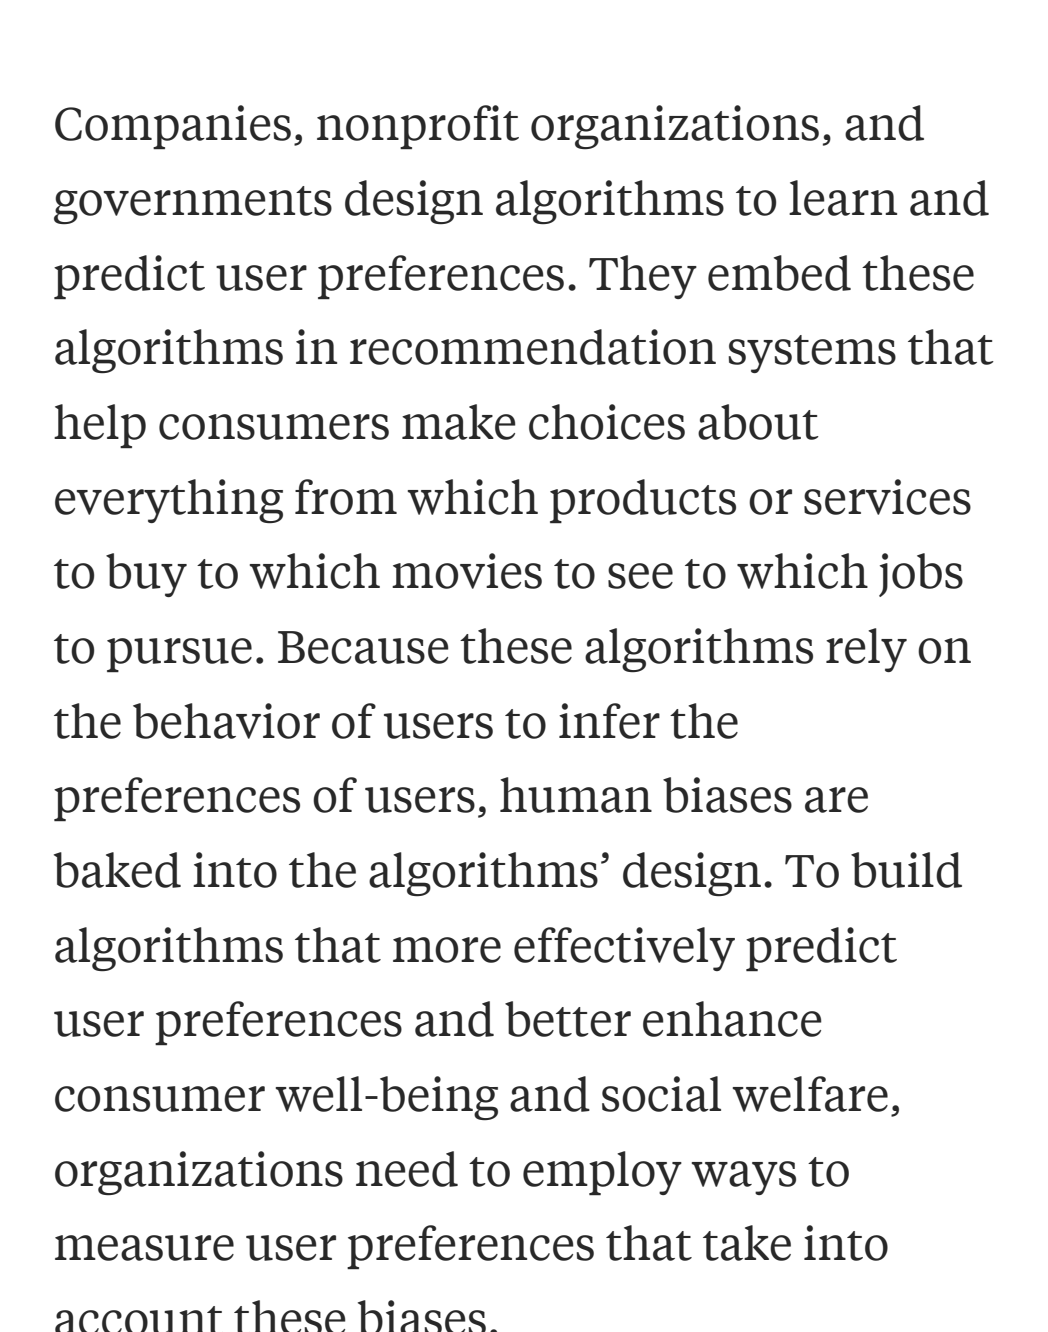 Companies, nonprofit organizations, and
governments design algorithms to learn and
predict user preferences. They embed these
algorithms in recommendation systems that
help consumers make choices about
everything from which products or services
to buy to which movies to see to which jobs
to pursue. Because these algorithms rely on
the behavior of users to infer the
preferences of users, human biases are
baked into the algorithms’ design. To build
algorithms that more effectively predict
user preferences and better enhance
consumer well-being and social welfare,
organizations need to employ ways to
measure user preferences that take into
account these biases.